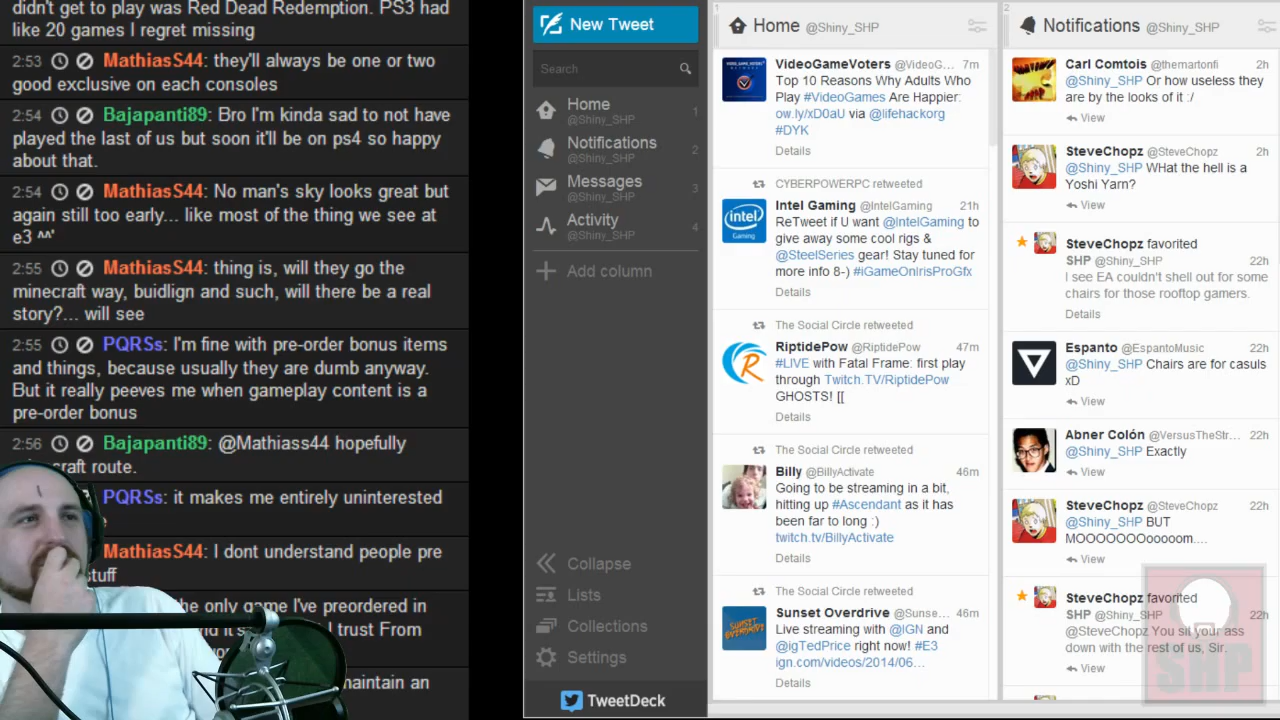 didn't get to play was Red Dead Redemption. PS3 had
like 20 games I regret missing
2:53 MathiasS44: they'll always be one or two
good exclusive on each consoles
2:54 Bajapanti89: Bro I'm kinda sad to not have
played the last of us but soon it'll be on ps4 so happy
about that.
2:54 MathiasS44: No man's sky looks great but
again still too early... like most of the thing we see at
e3 ^^'
2:55 MathiasS44: thing is, will they go the
minecraft way, buidlign and such, will there be a real
story?... will see
2:55 PQRSs: I'm fine with pre-order bonus items
and things, because usually they are dumb anyway.
But it really peeves me when gameplay content is a
pre-order bonus
2:56 Bajapanti89: @Mathiass44 hopefully
route.
PQRSs: it makes me entirely uninterested
MathiasS44: I dont understand people pre
stuff
the only game I've preordered in
I trust From
maintain an
New Tweet
Search
Home 1
@Shiny_SHP
Notifications 2
@Shiny_SHP
Messages 3
@Shiny_SHP
Activity 4
@Shiny_SHP
Add column
Collapse
Lists
Collections
Settings
TweetDeck
1
Home @Shiny_SHP
VideoGameVoters @VideoG... 7m
Top 10 Reasons Why Adults Who
Play #VideoGames Are Happier:
ow.ly/xD0aU via @lifehackorg
#DYK
Details
CYBERPOWERPC retweeted
Intel Gaming @IntelGaming 21h
ReTweet if U want @IntelGaming to
give away some cool rigs &
@SteelSeries gear! Stay tuned for
more info 8-) #iGameOnIrisProGfx
Details
The Social Circle retweeted
RiptidePow @RiptidePow 47m
#LIVE with Fatal Frame: first play
through Twitch.TV/RiptidePow
GHOSTS! [[
Details
The Social Circle retweeted
Billy @BillyActivate 46m
Going to be streaming in a bit,
hitting up #Ascendant as it has
been far to long :)
twitch.tv/BillyActivate
Details
The Social Circle retweeted
Sunset Overdrive @Sunse... 46m
Live streaming with @IGN and
@igTedPrice right now! #E3
ign.com/videos/2014/06...
Details
2
Notifications @Shiny_SHP
Carl Comtois @themartonfi 2h
@Shiny_SHP Or how useless they
are by the looks of it :/
View
SteveChopz @SteveChopz 2h
@Shiny_SHP WHat the hell is a
Yoshi Yarn?
View
SteveChopz favorited
SHP @Shiny_SHP 22h
I see EA couldn't shell out for some
chairs for those rooftop gamers.
Details
Espanto @EspantoMusic 22h
@Shiny_SHP Chairs are for casuls
xD
View
Abner Colón @VersusTheStr... 22h
@Shiny_SHP Exactly
View
SteveChopz @SteveChopz 22h
@Shiny_SHP BUT
MOOOOOOOooooom....
View
SteveChopz favorited
SHP @Shiny_SHP 22h
@SteveChopz You sit your ass
down with the rest of us, Sir.
View
SHP